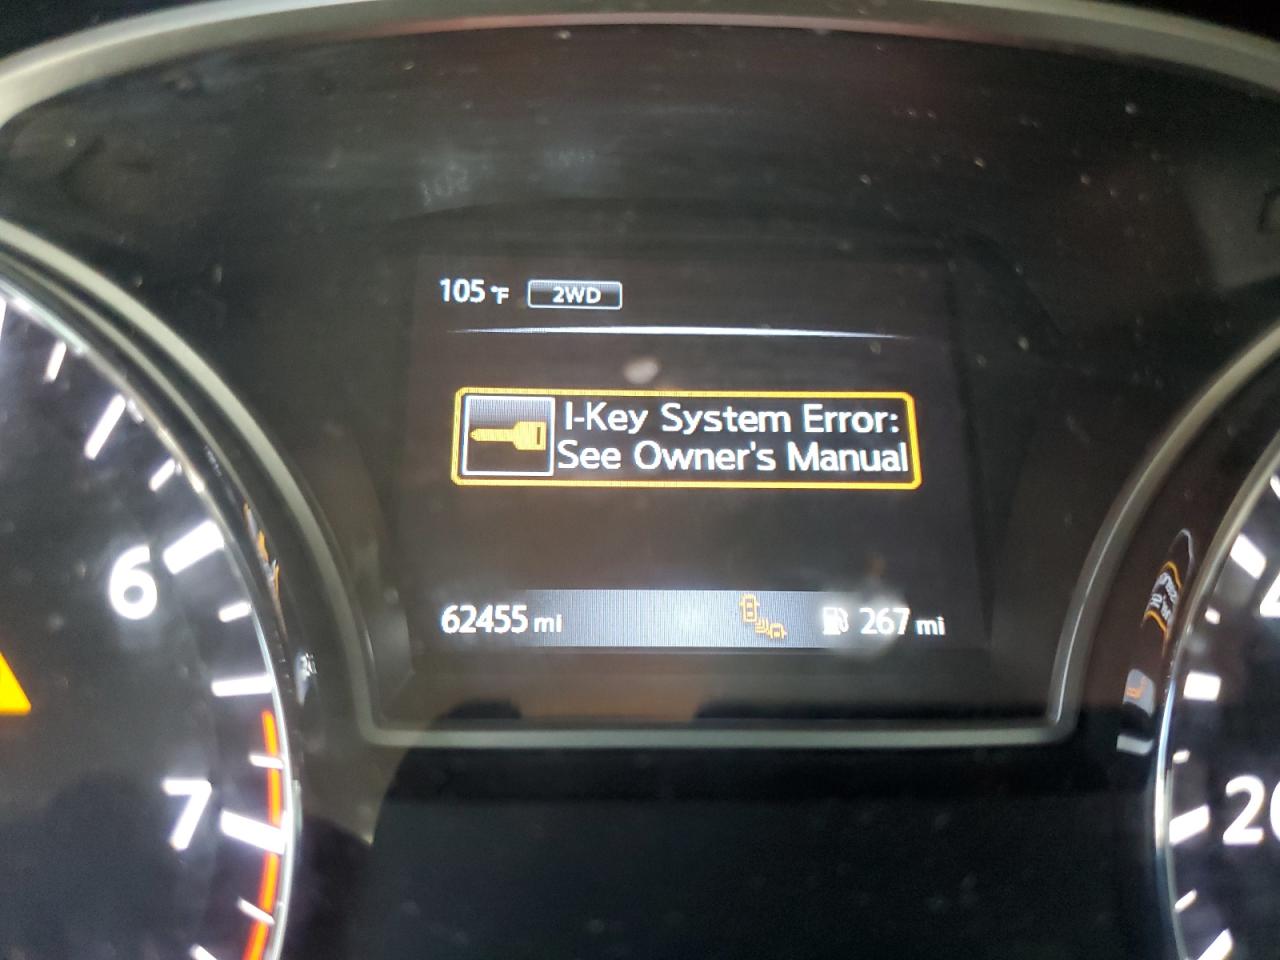 105 °F 2WD
I-Key System Error:
See Owner's Manual
62455 mi 267 mi
6
7